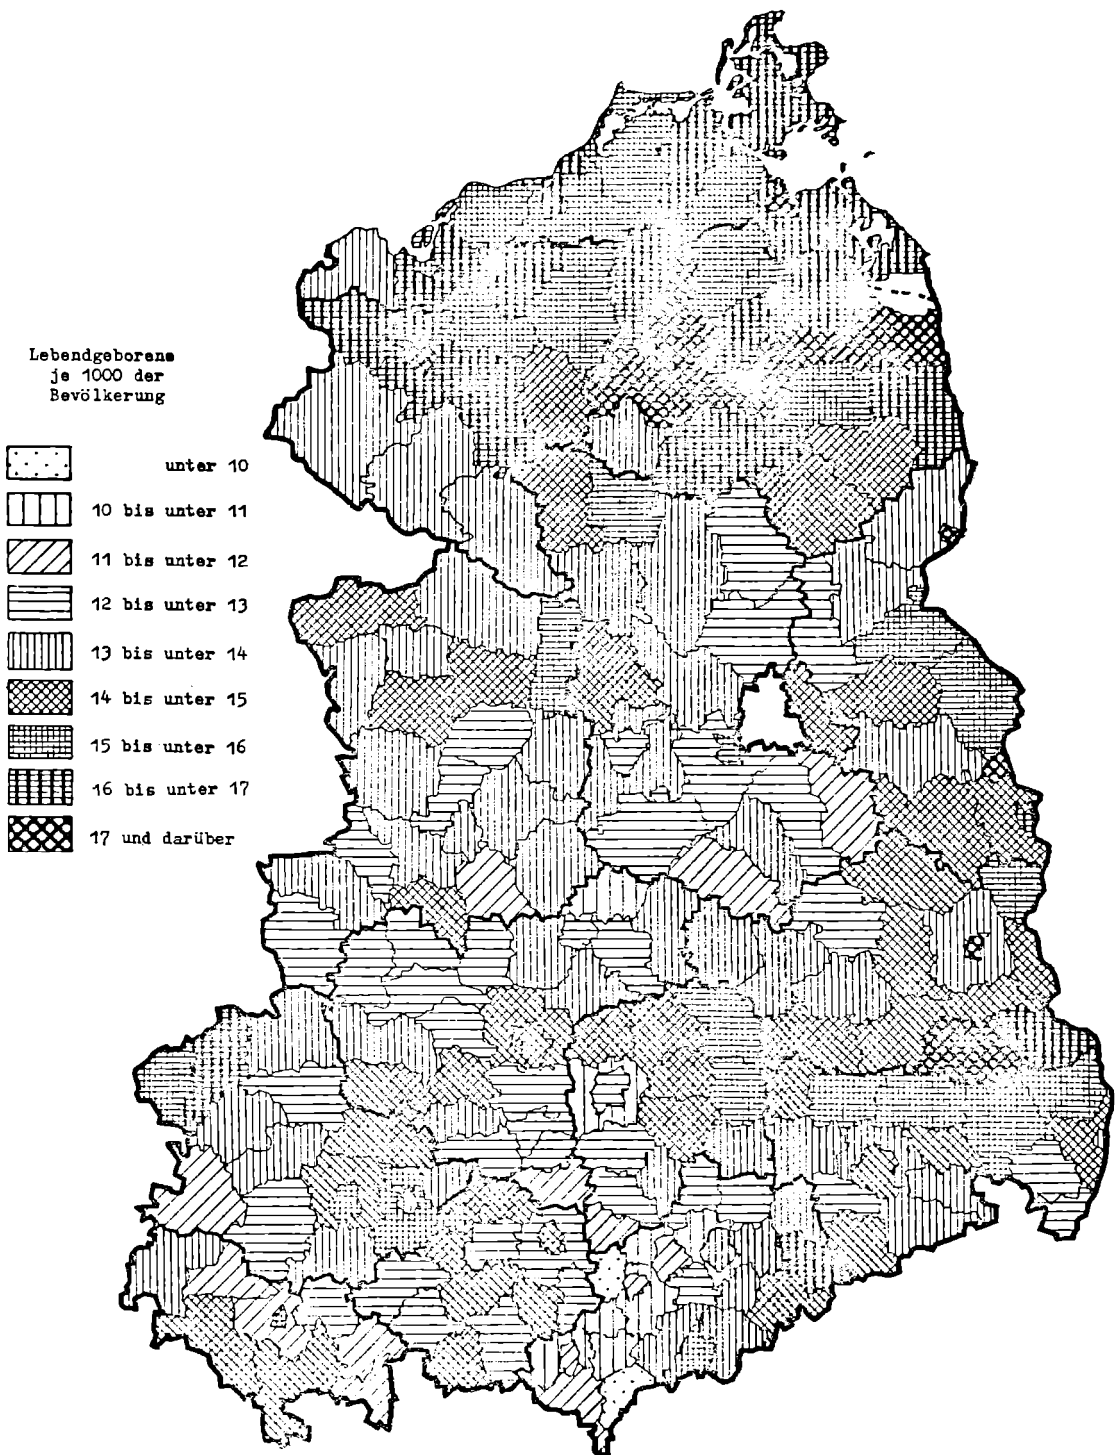 Lebendgeborene
je 1000 der
Bevölkerung
unter 10
10 bis unter 11
11 bis unter 12
12 bis unter 13
13 bis unter 14
14 bis unter 15
15 bis unter 16
16 bis unter 17
17 und darüber